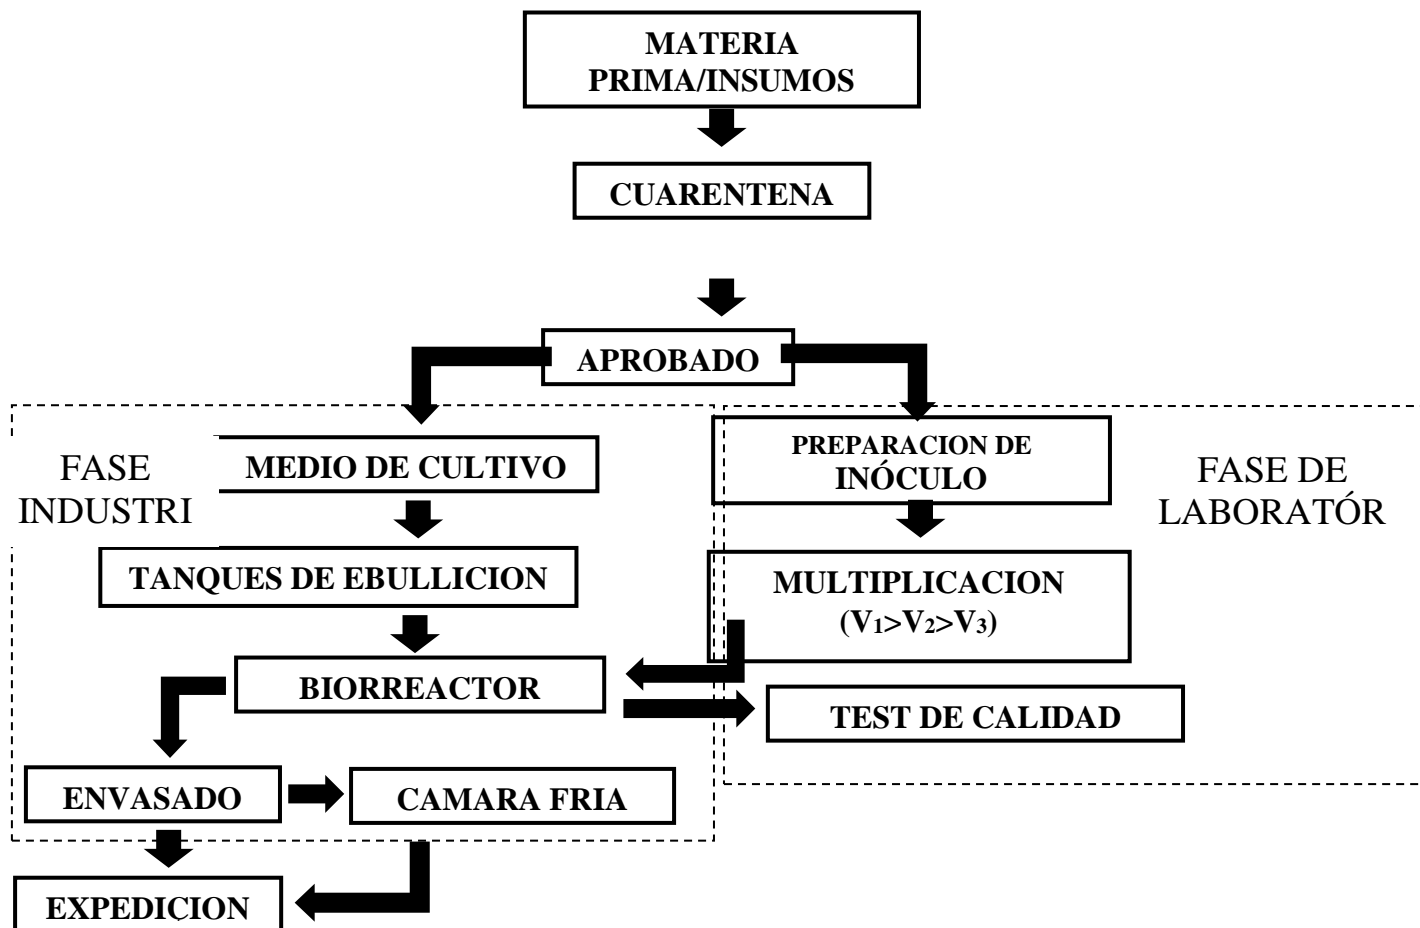 MATERIA
PRIMA/INSUMOS
CUARENTENA
APROBADO
FASE
INDUSTRI
MEDIO DE CULTIVO
PREPARACION DE
INÓCULO
FASE DE
LABORATÓR
TANQUES DE EBULLICION
MULTIPLICACION
(V1>V2>V3)
BIORREACTOR
TEST DE CALIDAD
ENVASADO
CAMARA FRIA
EXPEDICION